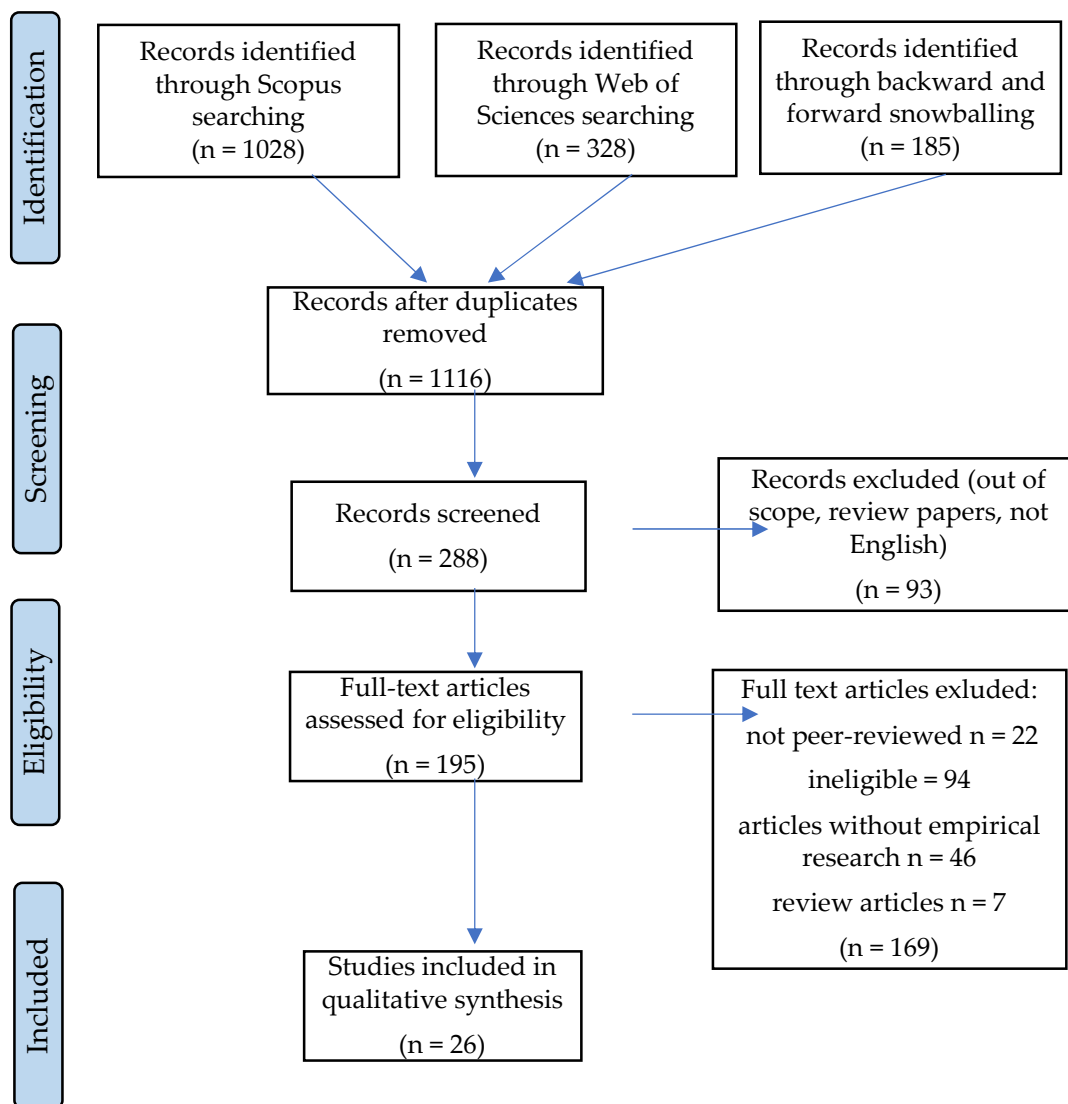 Identification
Records identified
through Scopus
searching
(n = 1028)
Records identified
through Web of
Sciences searching
(n = 328)
Records identified
through backward and
forward snowballing
(n = 185)
Records after duplicates
removed
(n = 1116)
Screening
Records screened
(n = 288)
Records excluded (out of
scope, review papers, not
English)
(n = 93)
Eligibility
Full-text articles
assessed for eligibility
(n = 195)
Full text articles exluded:
not peer-reviewed n = 22
ineligible = 94
articles without empirical
research n = 46
review articles n = 7
(n = 169)
Included
Studies included in
qualitative synthesis
(n = 26)